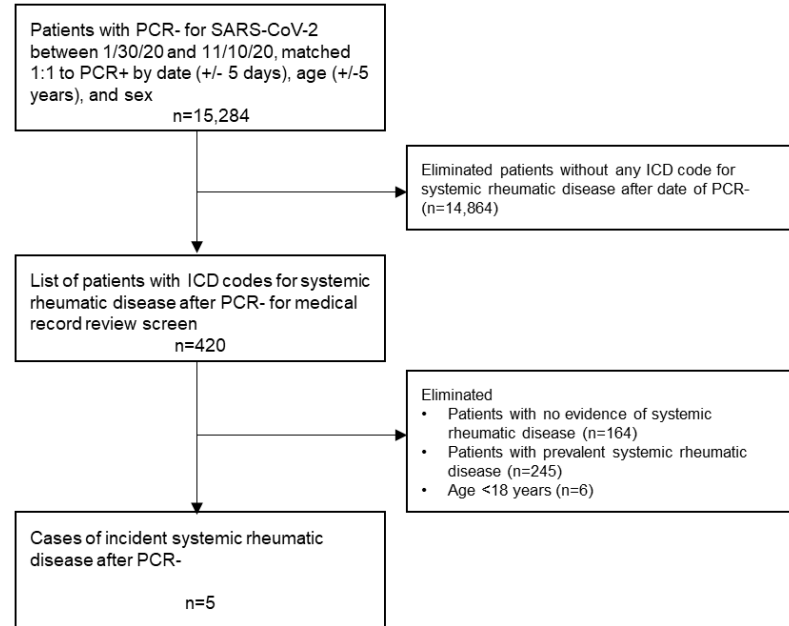 Patients with PCR- for SARS-CoV-2
between 1/30/20 and 11/10/20, matched
1:1 to PCR+ by date (+/- 5 days), age (+/-5
years), and sex
n=15,284
Eliminated patients without any ICD code for
systemic rheumatic disease after date of PCR-
(n=14,864)
List of patients with ICD codes for systemic
rheumatic disease after PCR- for medical
record review screen
n=420
Eliminated
• Patients with no evidence of systemic
rheumatic disease (n=164)
• Patients with prevalent systemic rheumatic
disease (n=245)
• Age <18 years (n=6)
Cases of incident systemic rheumatic
disease after PCR-
n=5